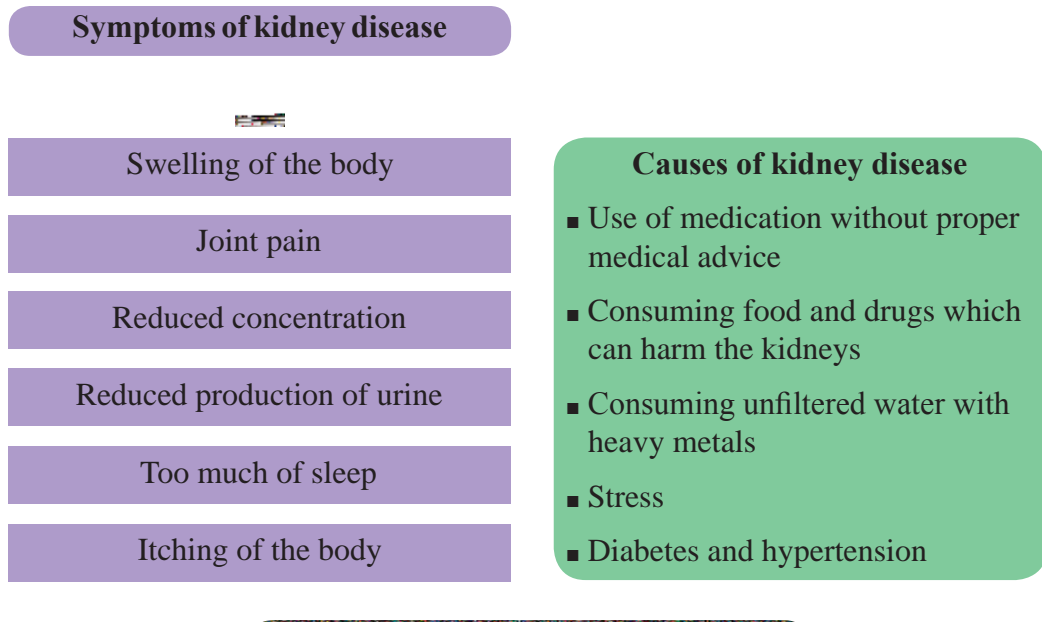 Symptoms of kidney disease
Swelling of the body
Joint pain
Reduced concentration
Reduced production of urine
Too much of sleep
Itching of the body
Causes of kidney disease
■ Use of medication without proper
medical advice
■ Consuming food and drugs which
can harm the kidneys
■ Consuming unfiltered water with
heavy metals
■ Stress
■ Diabetes and hypertension